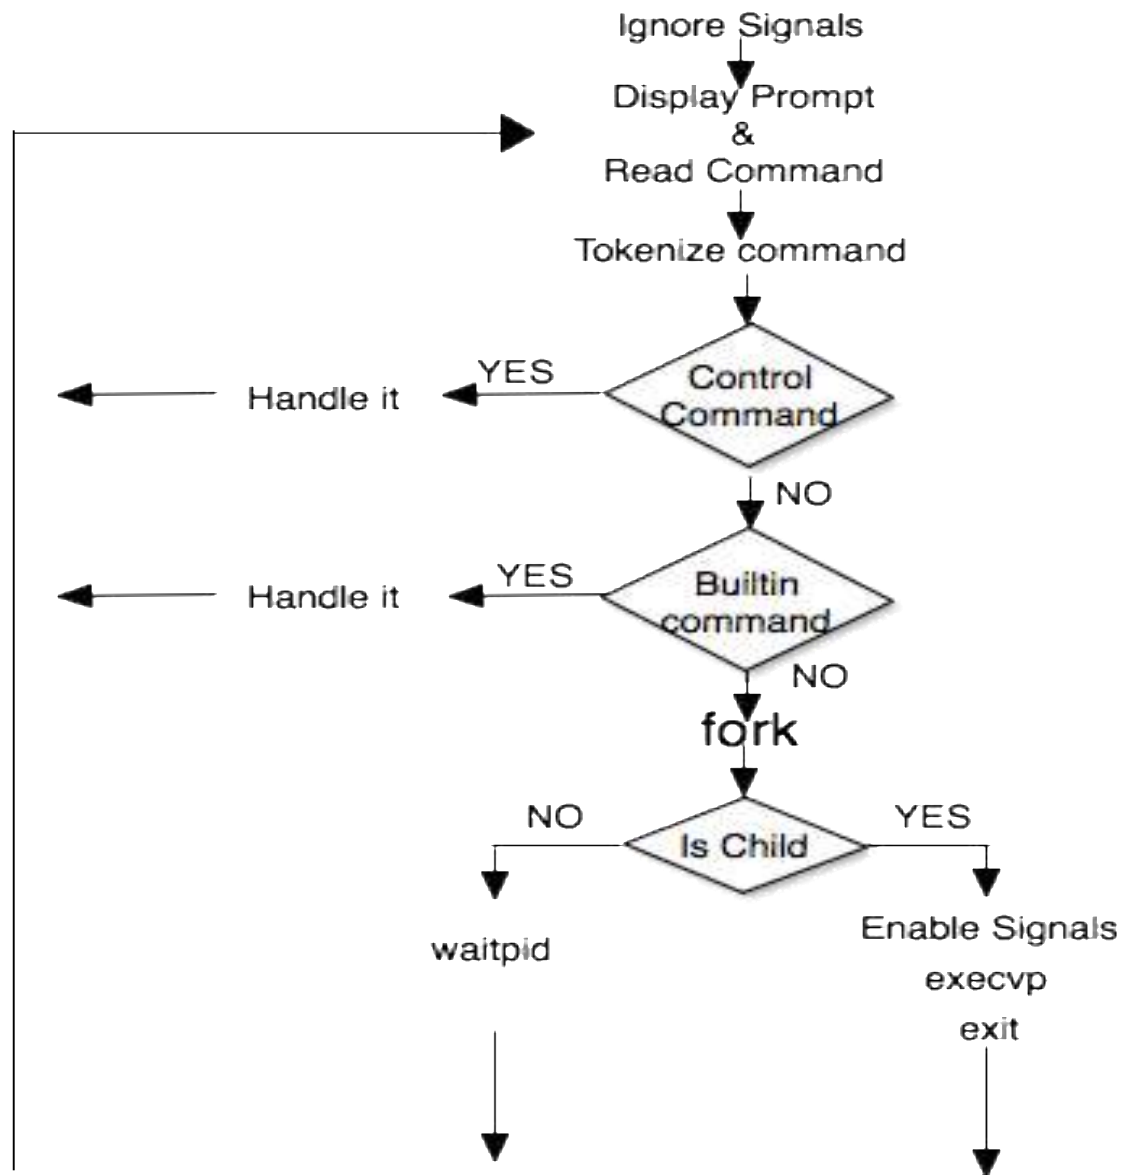 Ignore Signals
Display Prompt
&
Read Command
Tokenize command
YES
Control
Command
Handle it
NO
YES
Builtin
command
Handle it
NO
fork
NO
YES
Is Child
Enable Signals
waitpid
execvp
exit